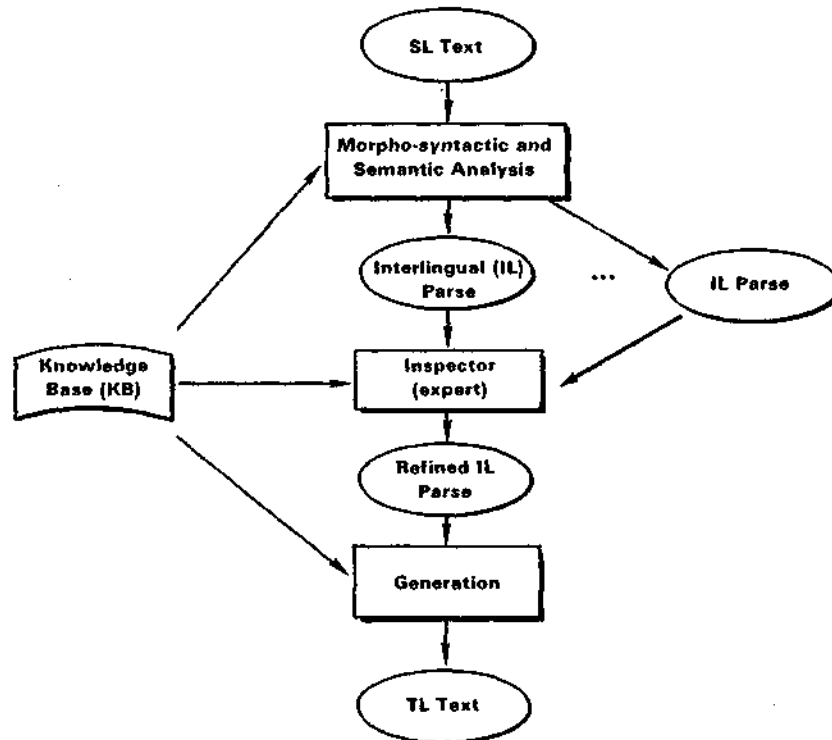 SL Text
Morpho-syntactic and
Semantic Analysis
Interlingual (IL)
Parse
...
IL Parse
Knowledge
Base (KB)
Inspector
(expert)
Refined IL
Parse
Generation
TL Text